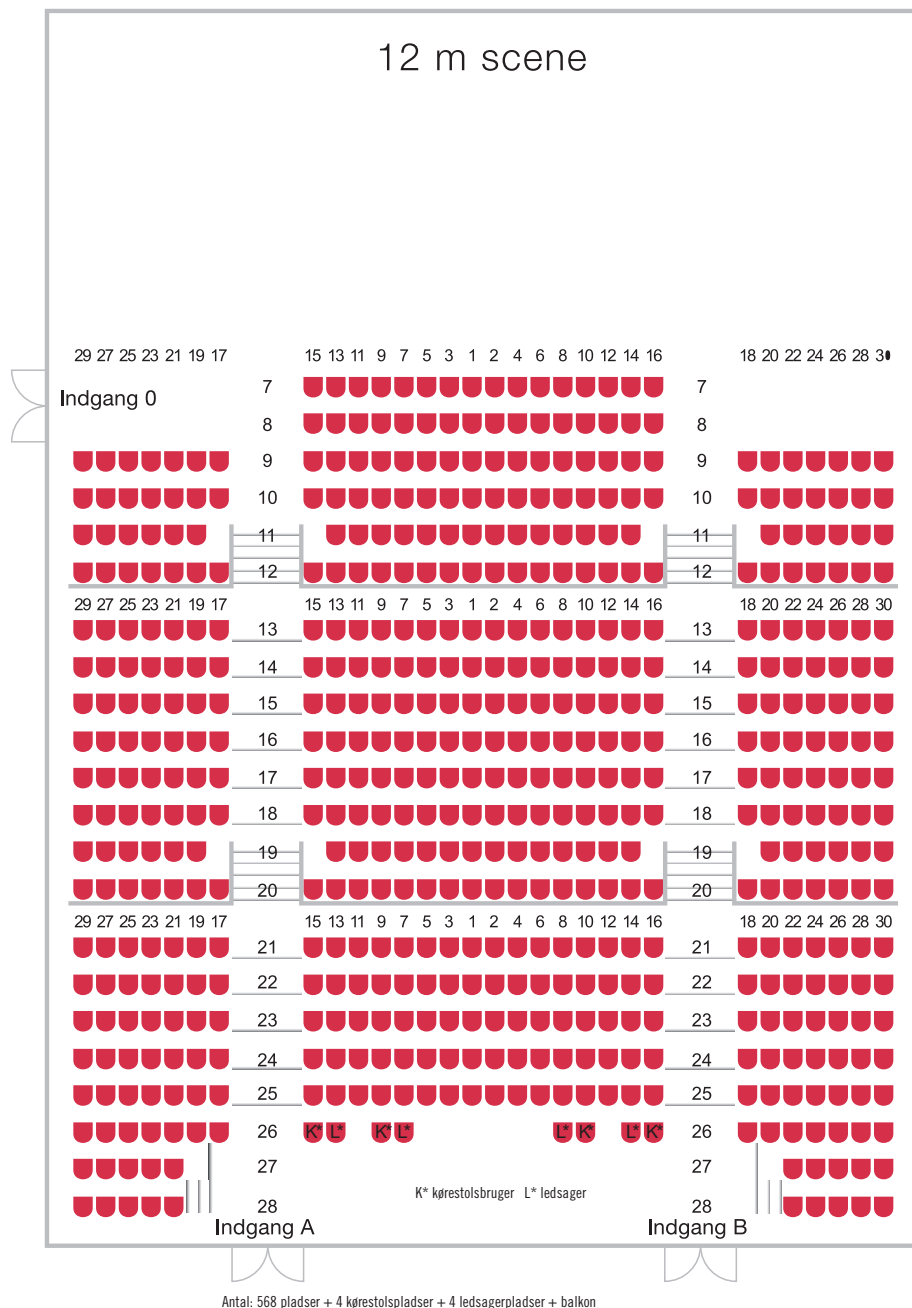 12 m scene
29 27 25 23 21 19 17 15 13 11 9 7 5 3 1 2 4 6 8 10 12 14 16 18 20 22 24 26 28
7 7
Indgang 0
8 8
9 9
10 10
11 11
12 12
29 27 25 23 21 19 17 15 13 11 9 7 5 3 1 2 4 6 8 10 12 14 16 18 20 22 24 26 28 30
13 13
14 14
15 15
16 16
17 17
18 18
19 19
20 20
29 27 25 23 21 19 17 15 13 11 9 7 5 3 1 2 4 6 8 10 12 14 16 18 20 22 24 26 28 30
21 21
22 22
23 23
24 24
25 25
26 K* L* K* L* L* K* L* K* 26
27 27
K* kørestolsbruger L* ledsager
28 28
Indgang A Indgang B
Antal: 568 pladser + 4 kørestolspladser + 4 ledsagerpladser + balkon